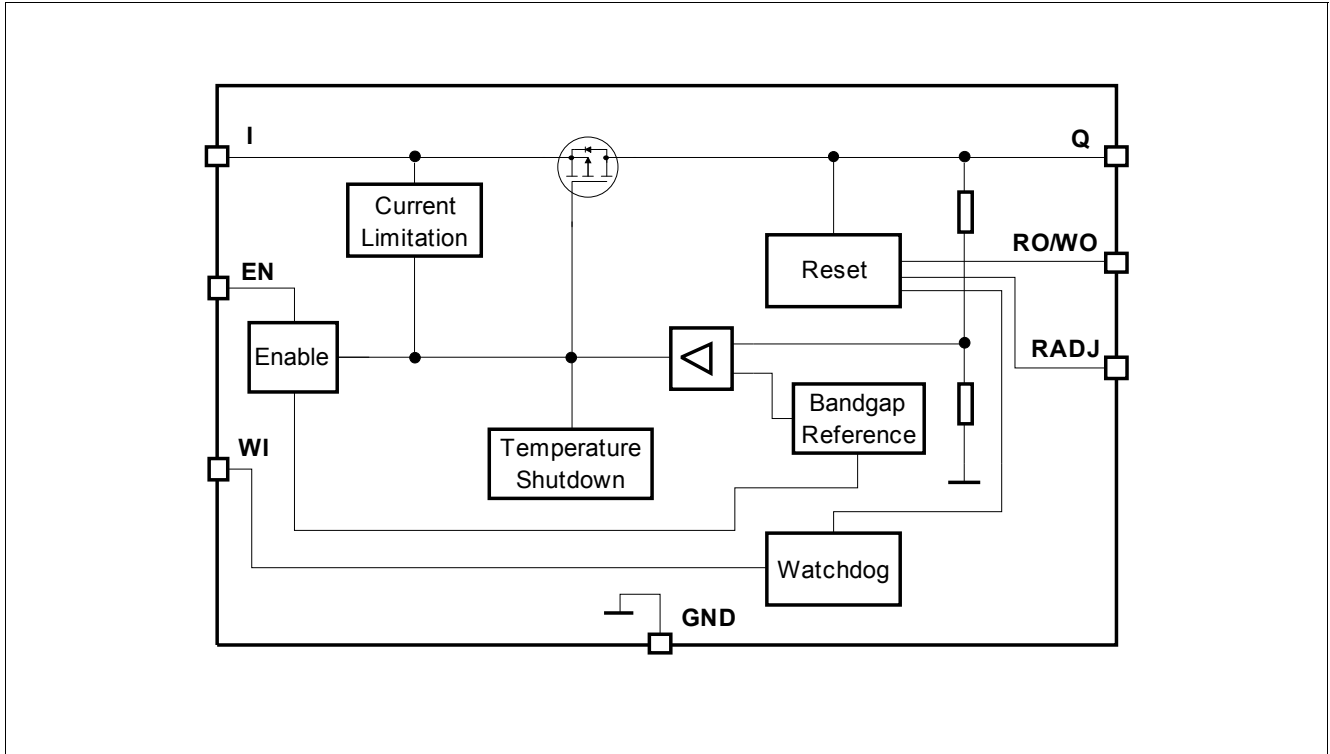 I
Q
Current
Limitation
RO/WO
Reset
EN
Enable
RADJ
Bandgap
Reference
WI
Temperature
Shutdown
Watchdog
GND